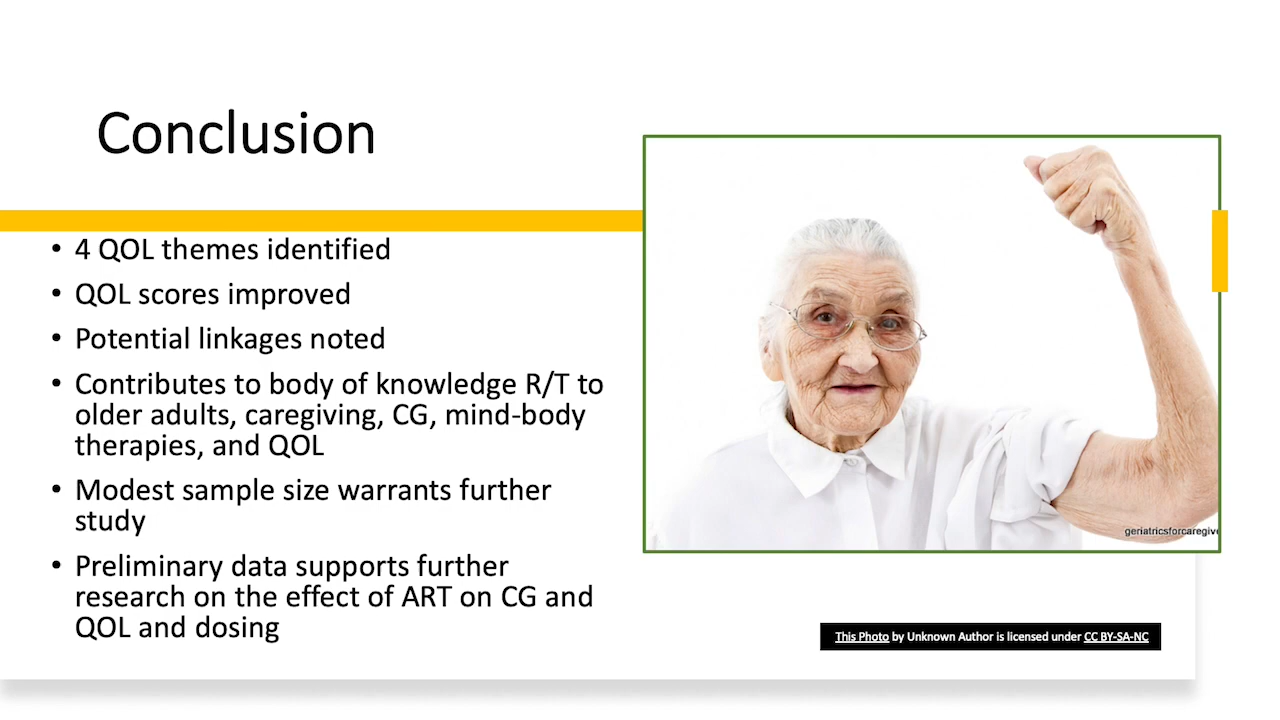 Conclusion
• 4 QOL themes identified
• QOL scores improved
• Potential linkages noted
• Contributes to body of knowledge R/T to
older adults, caregiving, CG, mind-body
therapies, and QOL
• Modest sample size warrants further
study
• Preliminary data supports further
research on the effect of ART on CG and
QOL and dosing
geriatricsforcaregive
This Photo by Unknown Author is licensed under CC BY-SA-NC